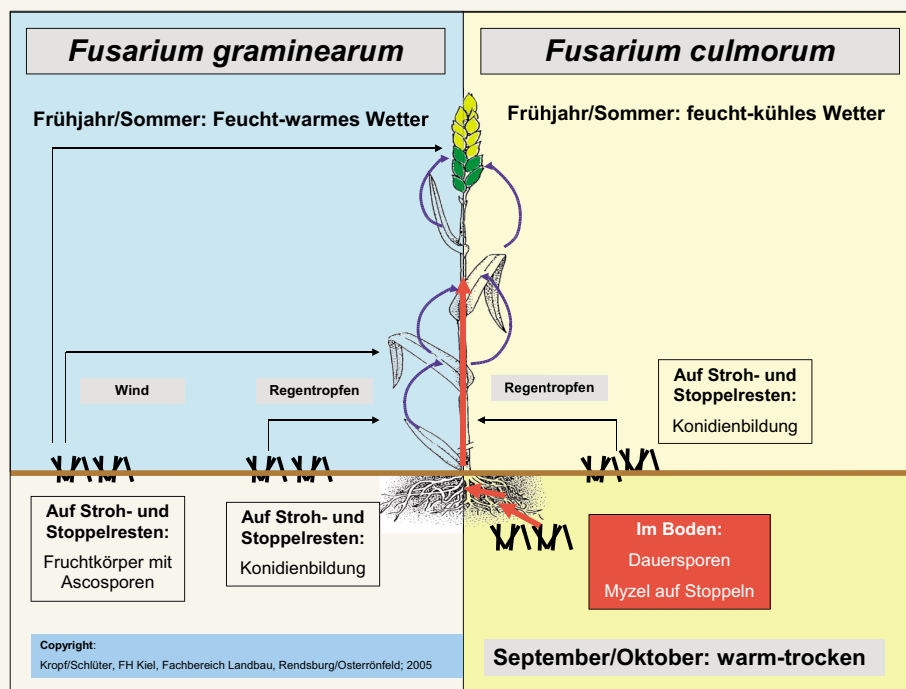 Fusarium graminearum
Fusarium culmorum
Frühjahr/Sommer: Feucht-warmes Wetter
Frühjahr/Sommer: feucht-kühles Wetter
Wind
Regentropfen
Regentropfen
Auf Stroh- und
Stoppelresten:
Konidienbildung
Auf Stroh- und
Stoppelresten:
Fruchtkörper mit
Ascosporen
Auf Stroh- und
Stoppelresten:
Konidienbildung
Im Boden:
Dauersporen
Myzel auf Stoppeln
Copyright:
Kropf/Schlüter, FH Kiel, Fachbereich Landbau, Rendsburg/Osterrönfeld; 2005
September/Oktober: warm-trocken